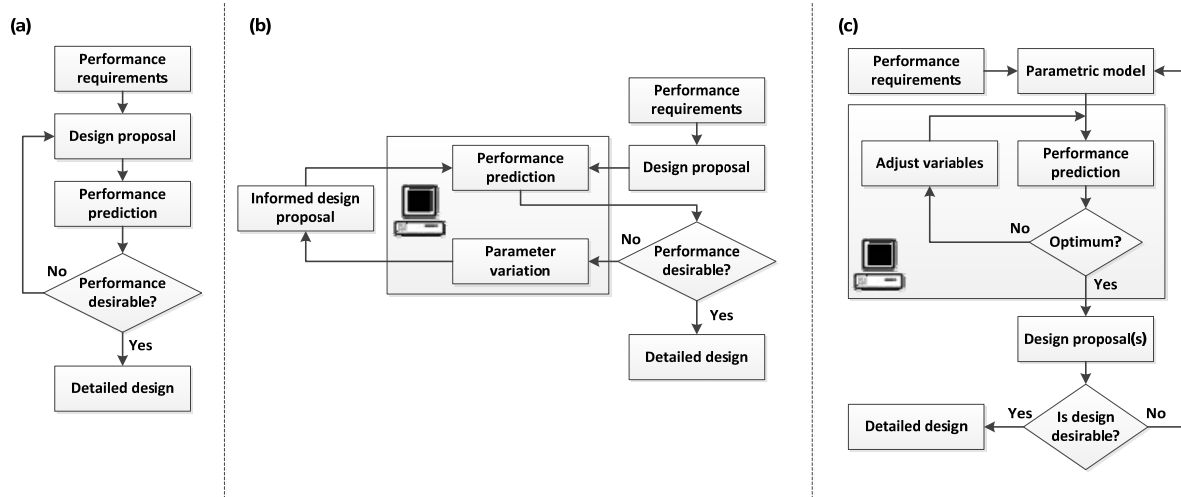 (a)
Performance
requirements
Design proposal
Performance
prediction
No
Performance
desirable?
Yes
Detailed design
(b)
Performance
requirements
Performance
prediction
Design proposal
Informed design
proposal
Parameter
variation
No
Performance
desirable?
Yes
Detailed design
(c)
Performance
requirements
Parametric model
Adjust variables
Performance
prediction
No
Optimum?
Yes
Design proposal(s)
Detailed design
Yes
Is design
desirable?
No